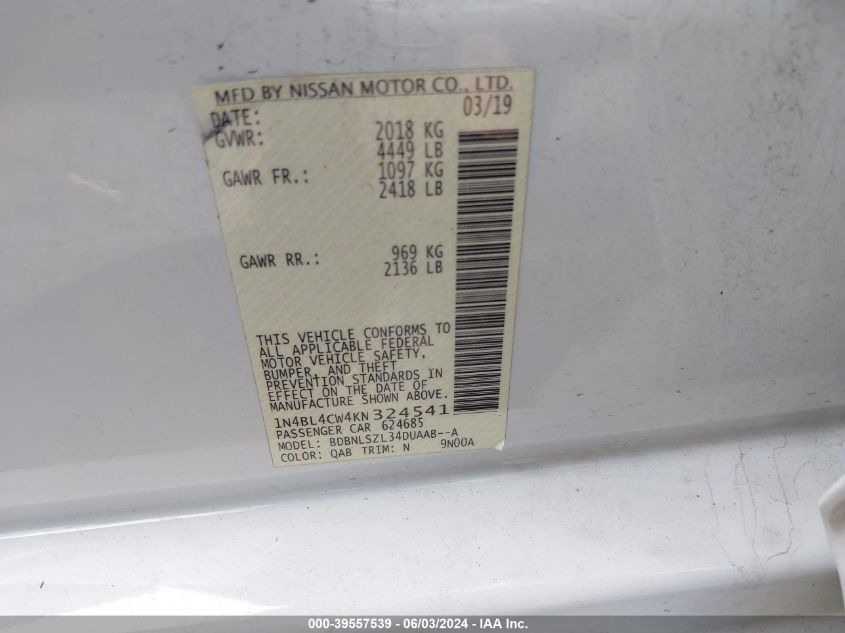 MFD BY NISSAN MOTOR CO., LTD.
DATE: 03/19
GVWR: 2018 KG
4449 LB
GAWR FR.: 1097 KG
2418 LB
GAWR RR.: 969 KG
2136 LB
THIS VEHICLE CONFORMS TO
ALL APPLICABLE FEDERAL
MOTOR VEHICLE SAFETY,
BUMPER, AND THEFT
PREVENTION STANDARDS IN
EFFECT ON THE DATE OF
MANUFACTURE SHOWN ABOVE.
1N4BL4CW4KN324541
PASSENGER CAR 624685
MODEL: BDBNLSZL34DUAAB--A
COLOR: QAB TRIM: N 9N00A
000-39557539 - 06/03/2024 - IAA Inc.